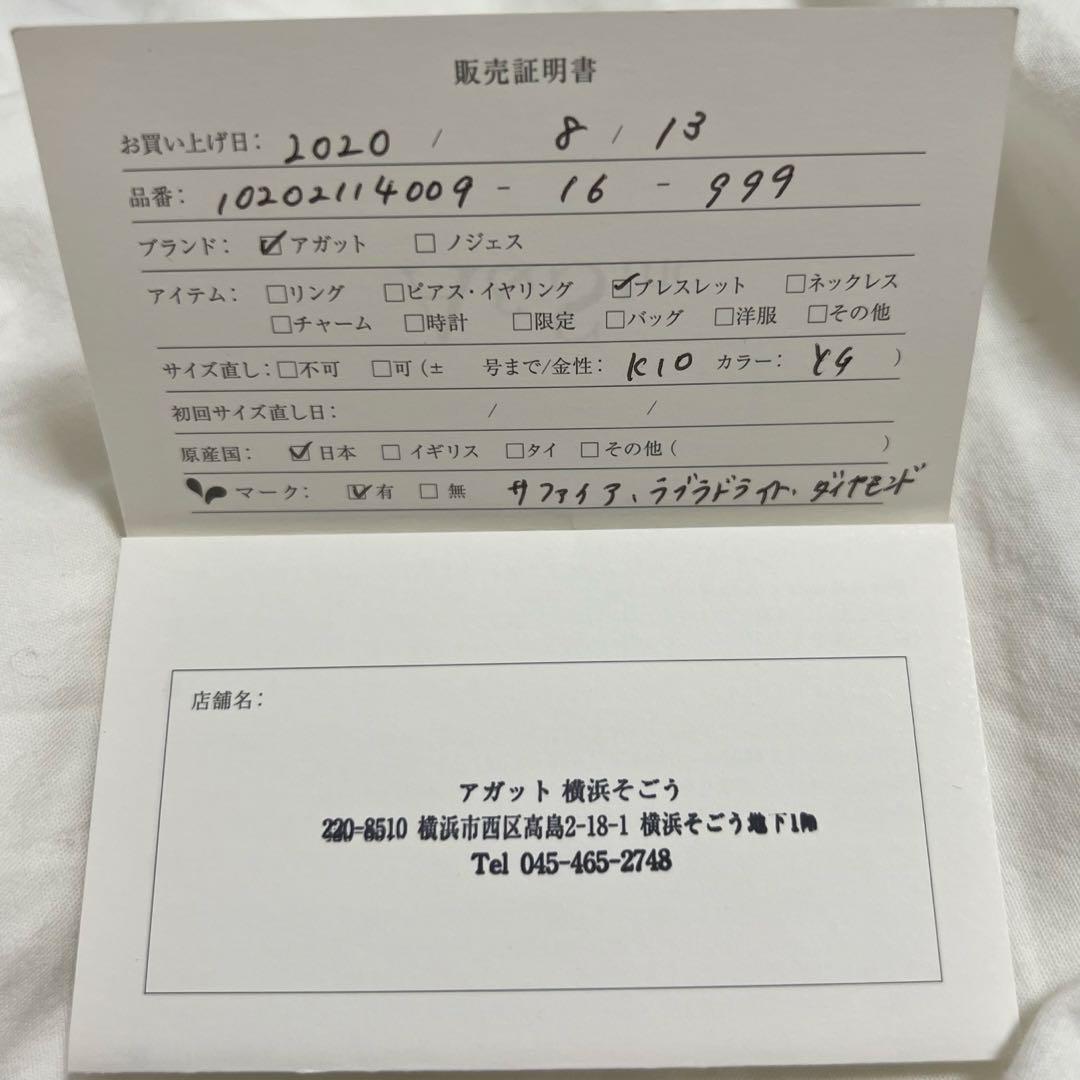 販売証明書
お買い上げ日: 2020 / 8 / 13
品番: 10202114009 - 16 - 999
ブランド: ☑アガット □ノジェス
アイテム: □リング □ピアス・イヤリング ☑ブレスレット □ネックレス
□チャーム □時計 □限定 □バッグ □洋服 □その他
サイズ直し: □不可 □可(± 号まで/金性: K10 カラー: YG )
初回サイズ直し日: / /
原産国: ☑日本 □イギリス □タイ □その他( )
マーク: ☑有 □無 サファイア、ラブラドライト、ダイヤモンド
店舗名:
アガット 横浜そごう
220-8510 横浜市西区高島2-18-1 横浜そごう地下1階
Tel 045-465-2748